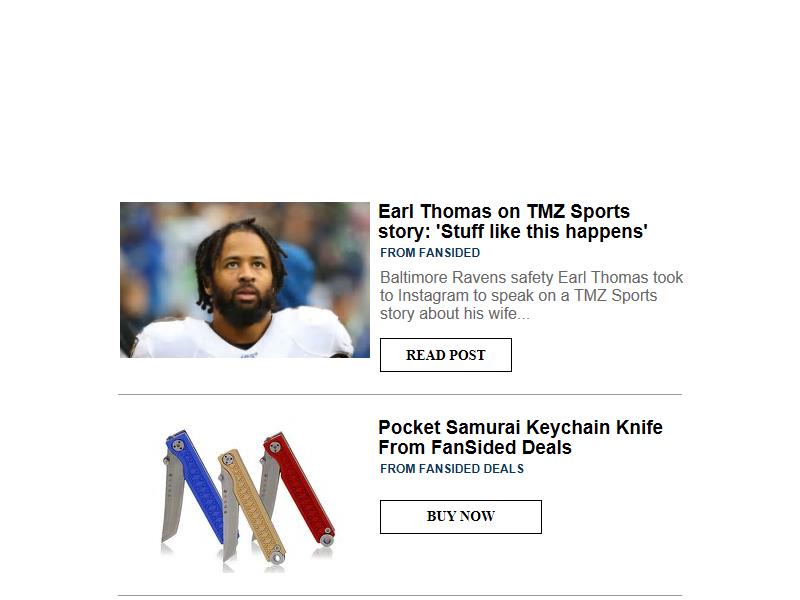 Earl Thomas on TMZ Sports
story: 'Stuff like this happens'
FROM FANSIDED
Baltimore Ravens safety Earl Thomas took
to Instagram to speak on a TMZ Sports
story about his wife...
READ POST
Pocket Samurai Keychain Knife
From FanSided Deals
FROM FANSIDED DEALS
BUY NOW